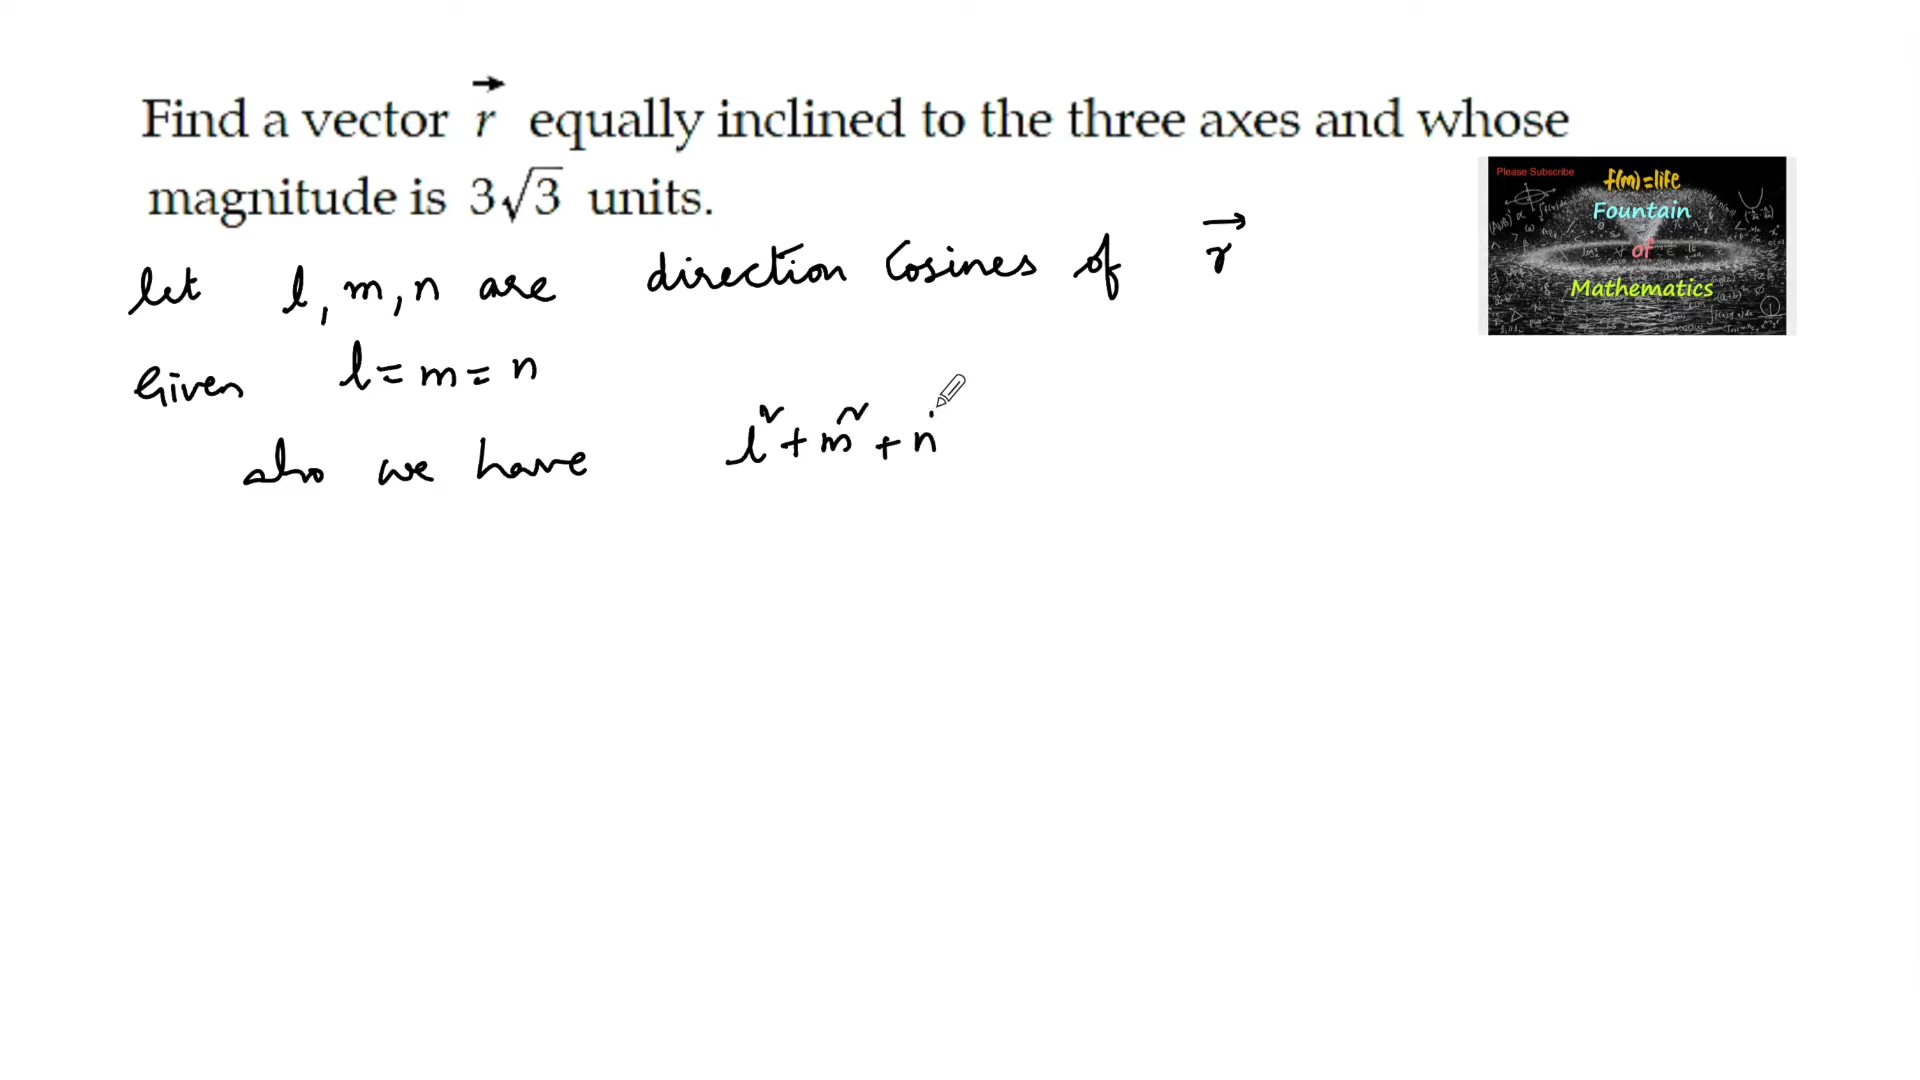 Find a vector r⃗ equally inclined to the three axes and whose
magnitude is 3√3 units.
Please Subscribe
f(m)=life
Fountain
of
Mathematics
let l, m, n are direction Cosines of r⃗
Given l = m = n
also we have l² + m² + n